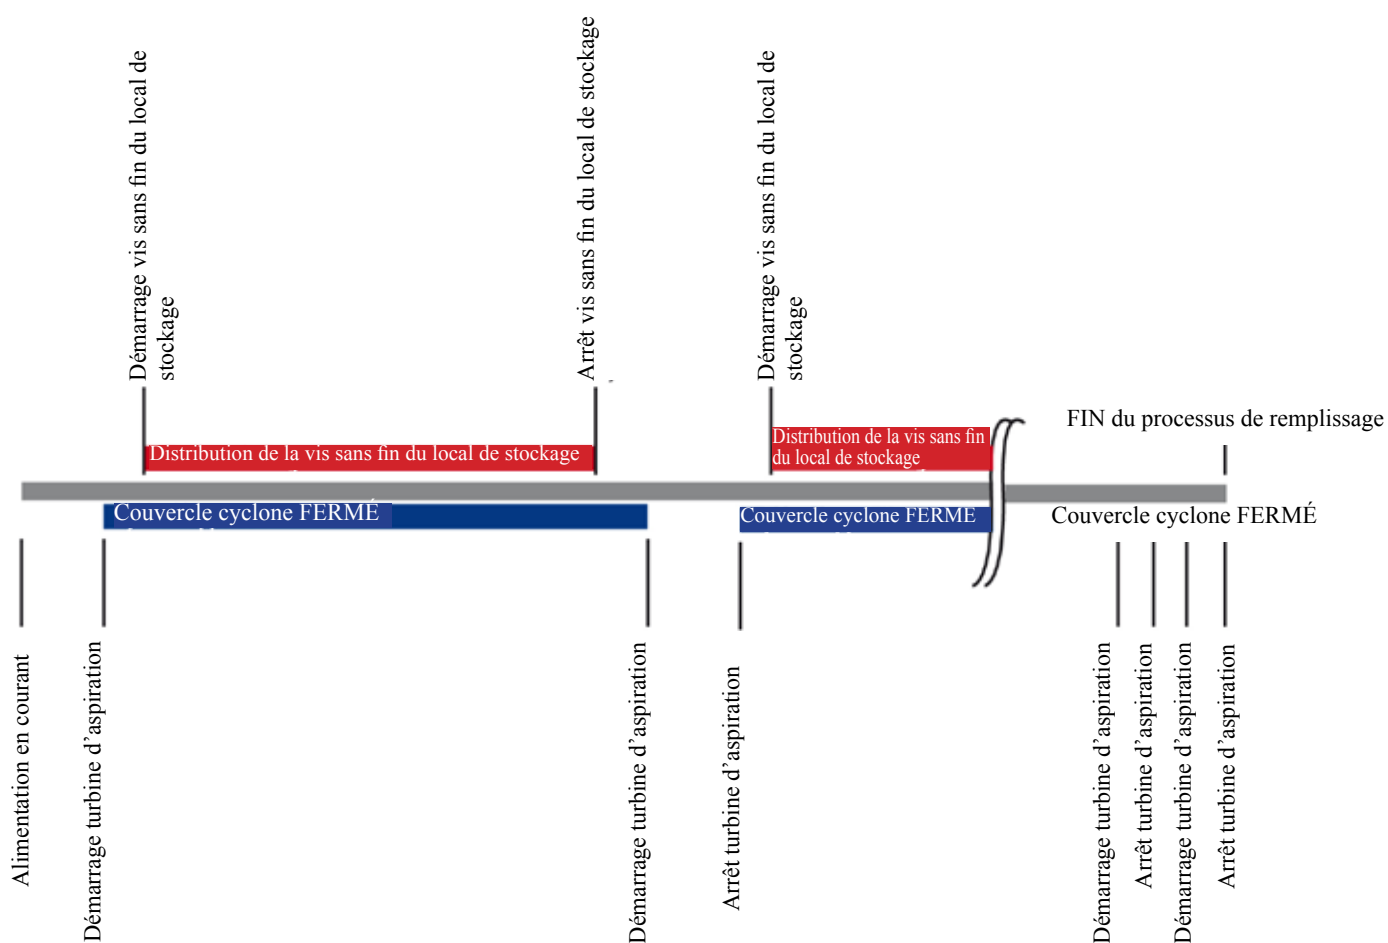 Démarrage vis sans fin du local de
stockage
Arrêt vis sans fin du local de stockage
Démarrage vis sans fin du local de
stockage
FIN du processus de remplissage
Distribution de la vis sans fin du local de stockage
Distribution de la vis sans fin
du local de stockage
Couvercle cyclone FERMÉ
Couvercle cyclone FERMÉ
Couvercle cyclone FERMÉ
Alimentation en courant
Démarrage turbine d'aspiration
Démarrage turbine d'aspiration
Arrêt turbine d'aspiration
Démarrage turbine d'aspiration
Arrêt turbine d'aspiration
Démarrage turbine d'aspiration
Arrêt turbine d'aspiration